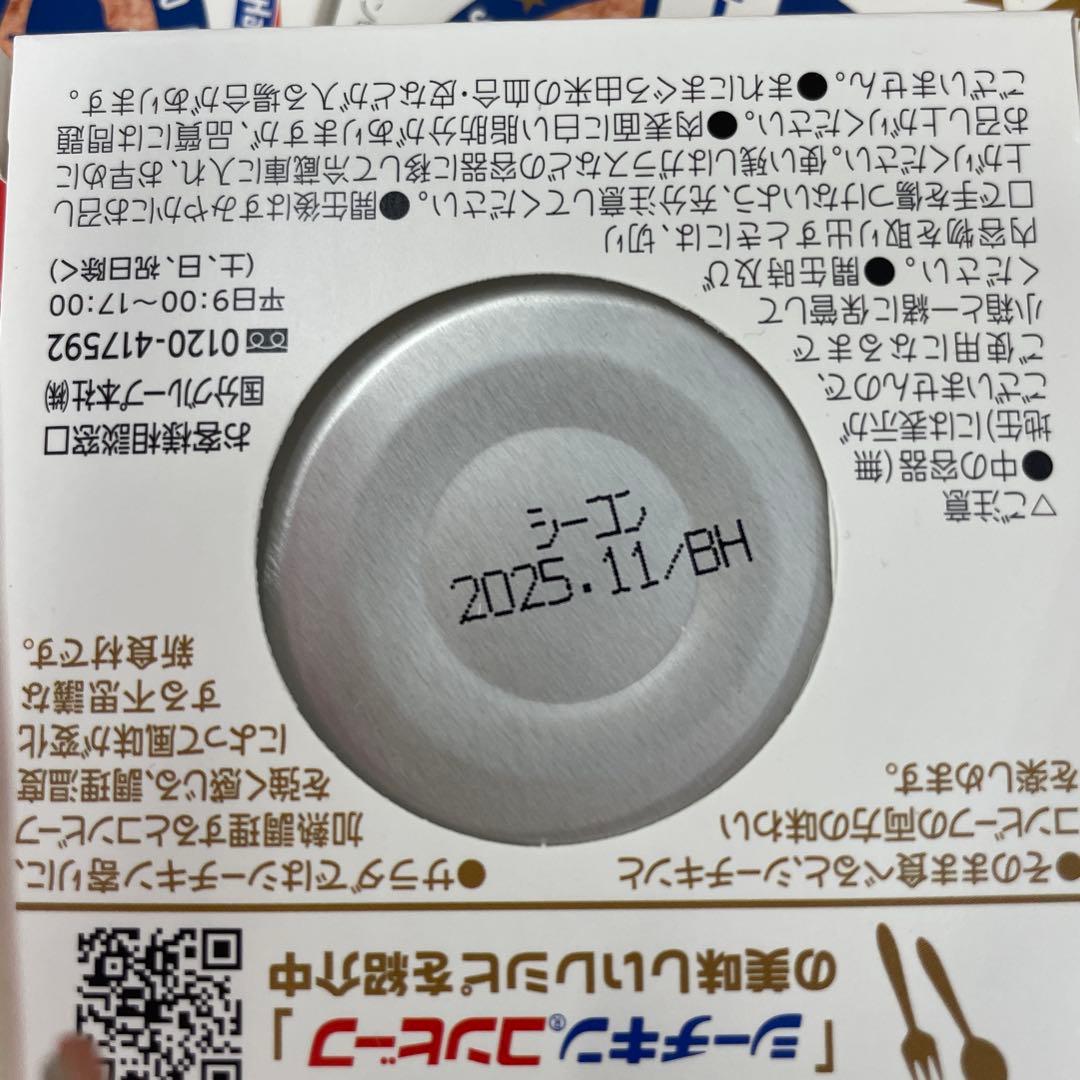 「シーチキン®コンビーフ」
の美味しいレシピを紹介中
●そのまま食べると、シーチキンと
コンビーフの両方の味わい
を楽しめます。
●サラダではシーチキン寄りに、
加熱調理するとコンビーフ
を強く感じる、調理温度
によって風味が変化
する不思議な
新食材です。
シーコン
2025.11/BH
△ご注意
●中の容器(無
地缶)には表示が
ございませんので、
ご使用になるまで
小箱と一緒に保管して
ください。●開缶時及び
内容物を取り出すときには、切り
口で手を傷つけないよう、充分注意してください。●開缶後はすみやかにお召し
上がりください。使い残しはガラスなどの容器に移して冷蔵庫に入れ、お早めに
お召し上がりください。●肉表面に白い脂肪分がありますが、品質には問題
ございません。●まれにまぐろ由来の血合・皮などが入る場合があります。
お客様相談窓口
国分グループ本社㈱
0120-417592
平日9:00〜17:00
(土、日、祝日除く)